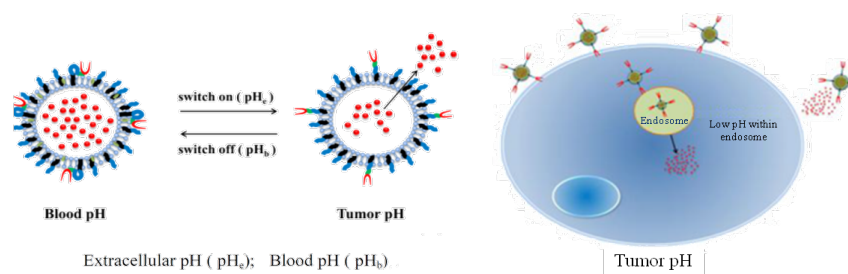 switch on ( pHe)
switch off ( pHb)
Blood pH
Tumor pH
Extracellular pH ( pHe); Blood pH ( pHb)
Endosome
Low pH within
endosome
Tumor pH